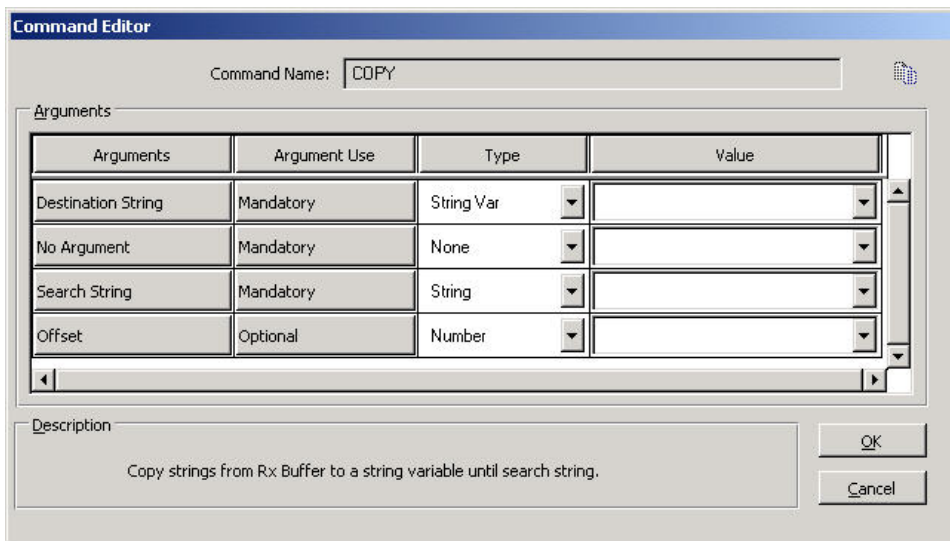 Command Editor
Command Name: COPY
Arguments
Arguments Argument Use Type Value
Destination String Mandatory String Var
No Argument Mandatory None
Search String Mandatory String
Offset Optional Number
Description
Copy strings from Rx Buffer to a string variable until search string.
OK
Cancel